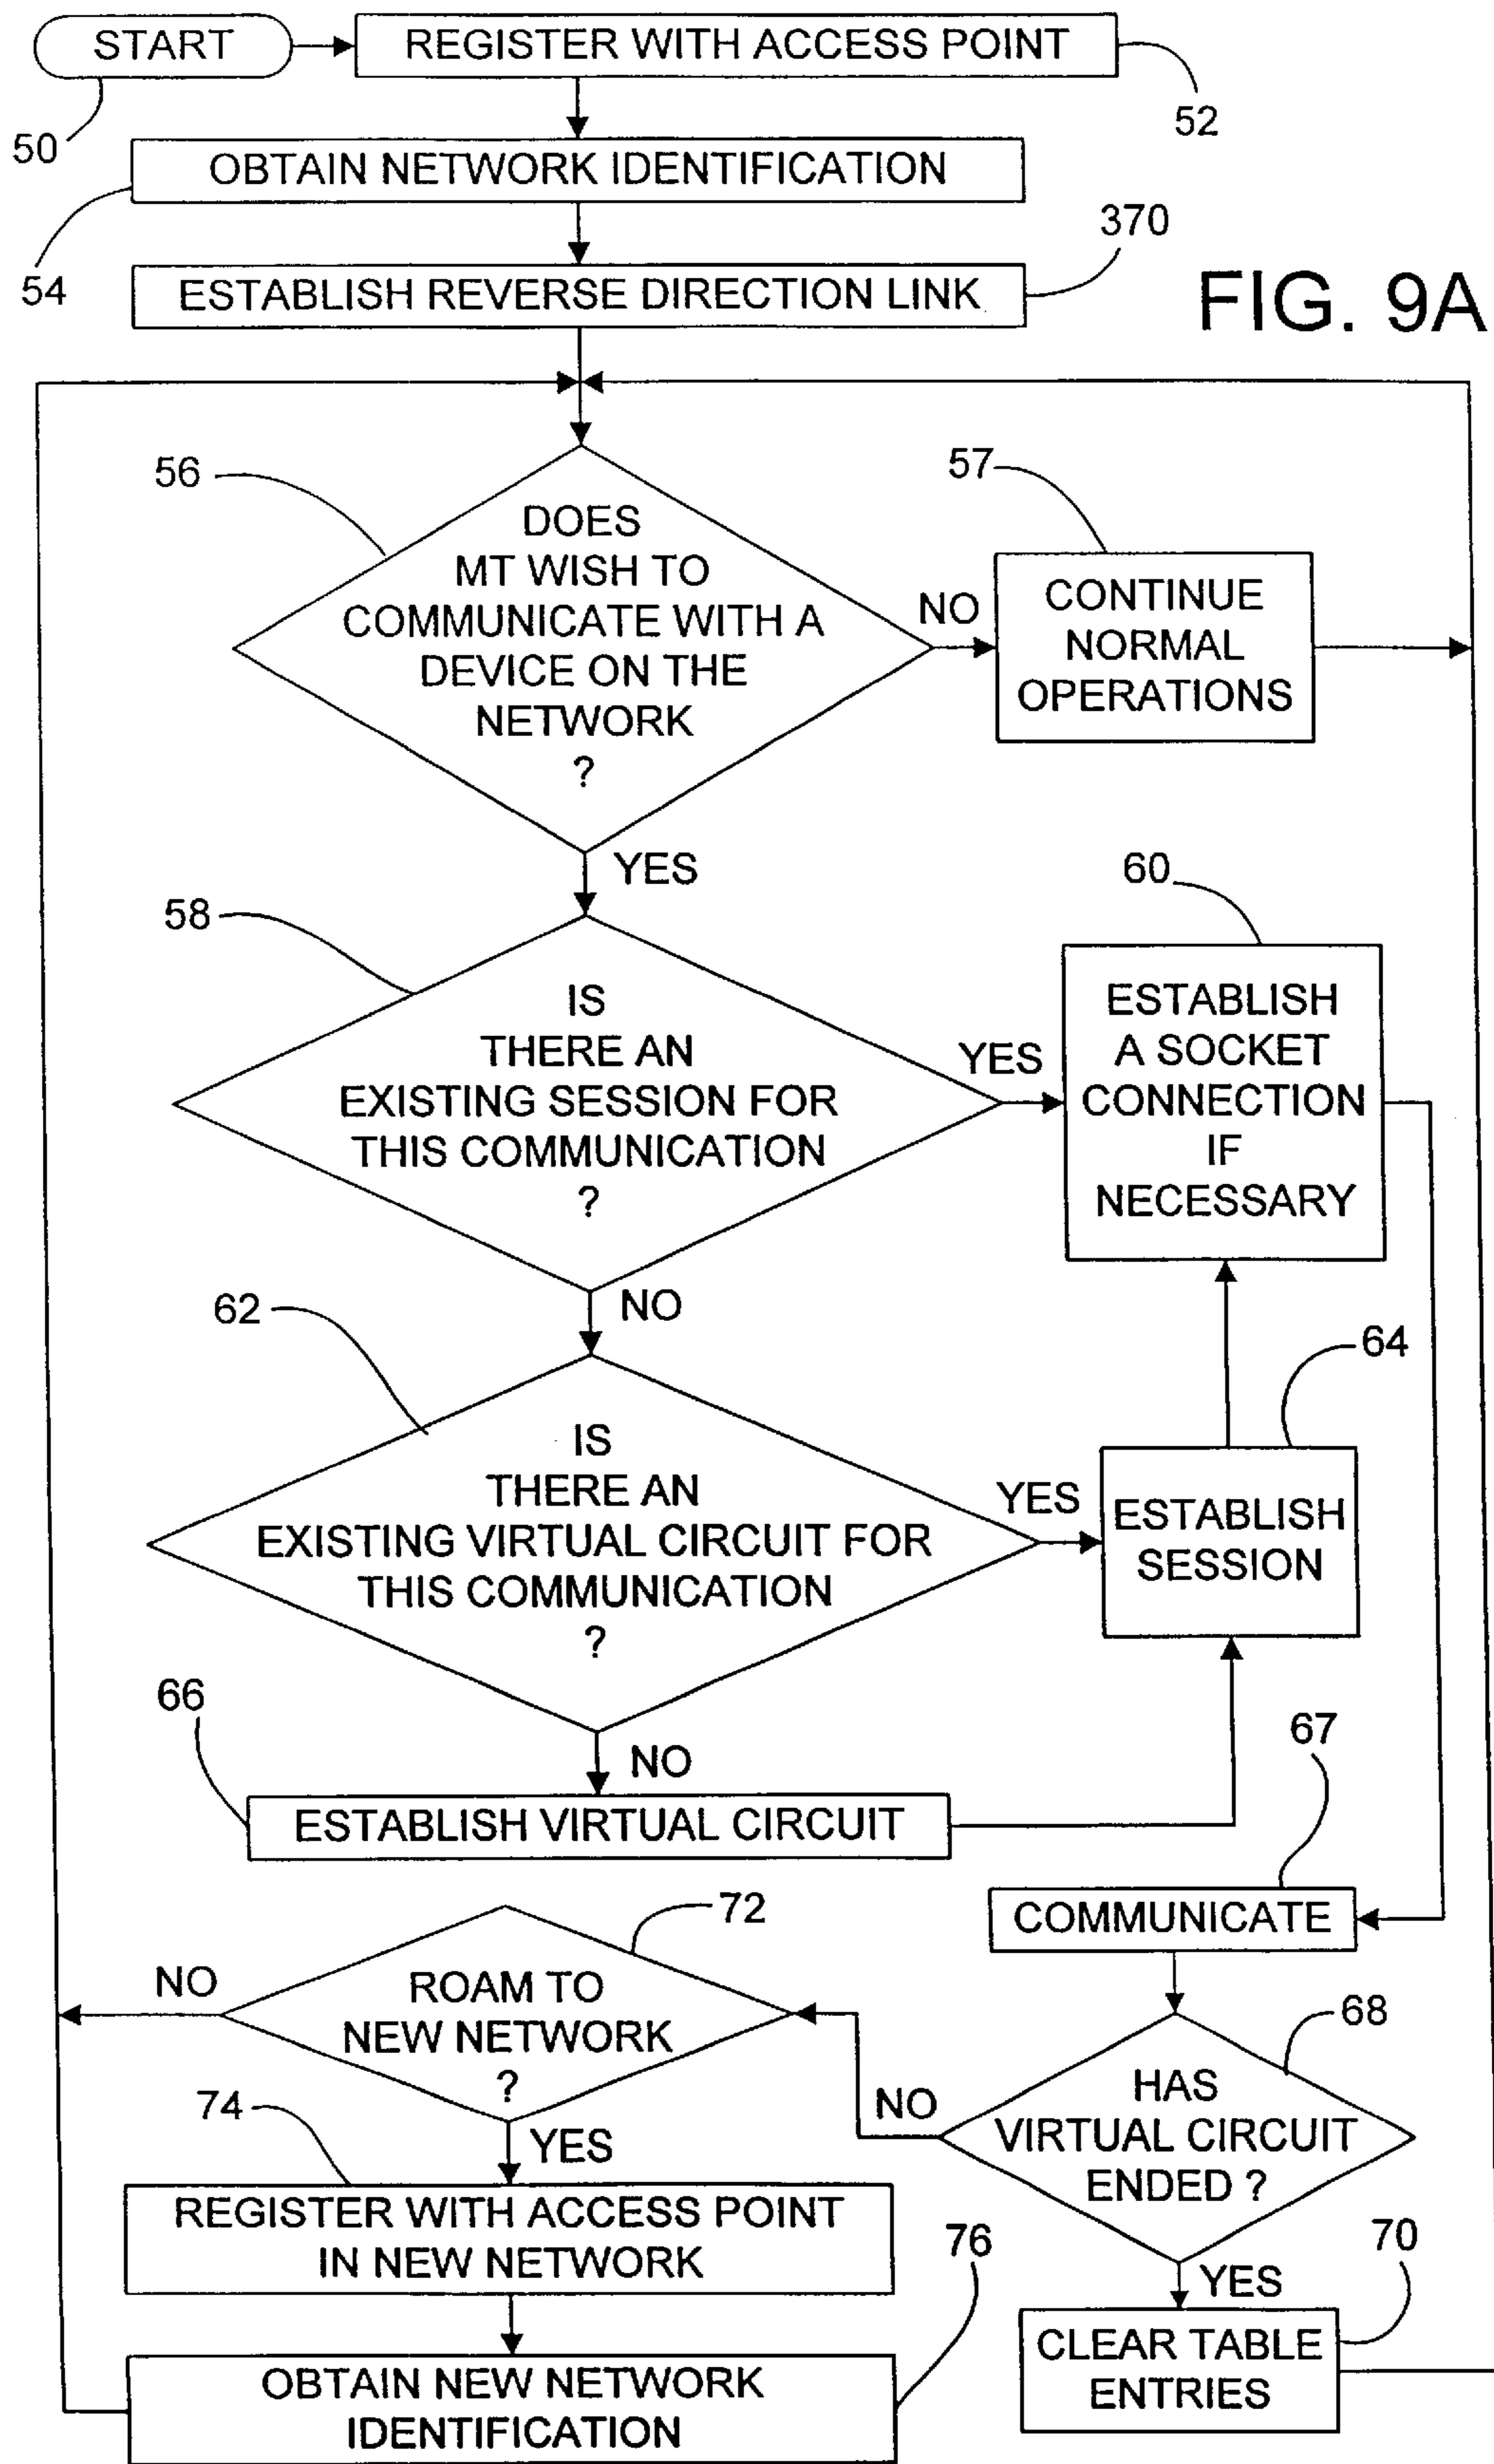 START
REGISTER WITH ACCESS POINT
50
52
OBTAIN NETWORK IDENTIFICATION
54
370
ESTABLISH REVERSE DIRECTION LINK
FIG. 9A
56
57
DOES
MT WISH TO
COMMUNICATE WITH A
DEVICE ON THE
NETWORK
?
NO
CONTINUE
NORMAL
OPERATIONS
YES
58
60
IS
THERE AN
EXISTING SESSION FOR
THIS COMMUNICATION
?
YES
ESTABLISH
A SOCKET
CONNECTION
IF
NECESSARY
NO
62
64
IS
THERE AN
EXISTING VIRTUAL CIRCUIT FOR
THIS COMMUNICATION
?
YES
ESTABLISH
SESSION
66
NO
67
ESTABLISH VIRTUAL CIRCUIT
COMMUNICATE
72
NO
ROAM TO
NEW NETWORK
?
68
NO
HAS
VIRTUAL CIRCUIT
ENDED ?
74
YES
REGISTER WITH ACCESS POINT
IN NEW NETWORK
76
YES
70
OBTAIN NEW NETWORK
IDENTIFICATION
CLEAR TABLE
ENTRIES